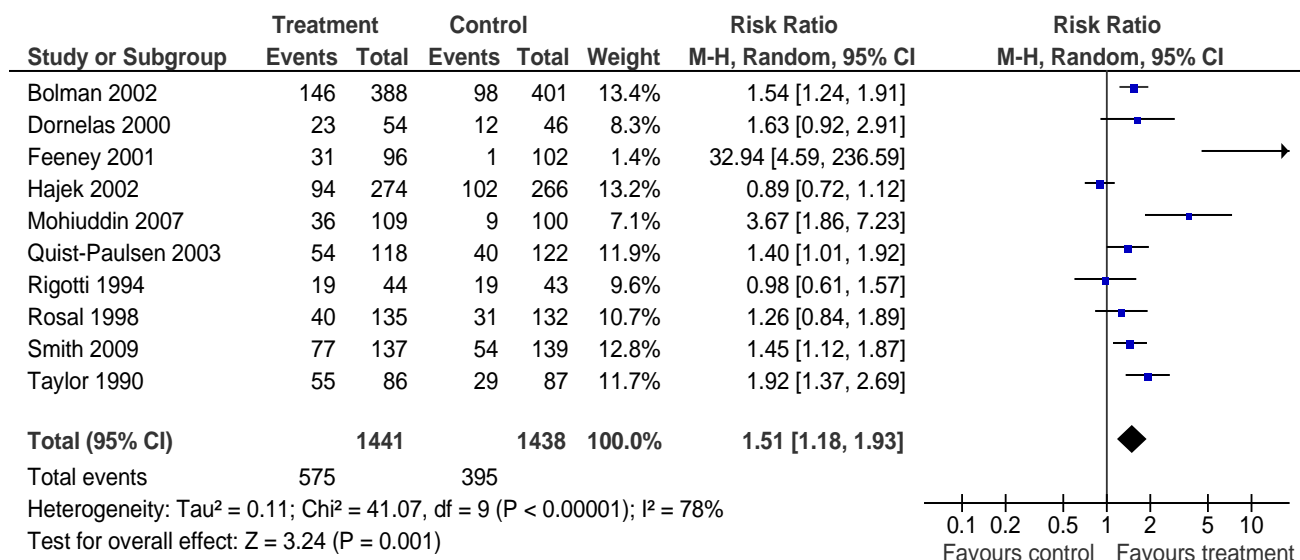 Treatment Control Risk Ratio Risk Ratio
Study or Subgroup Events Total Events Total Weight M-H, Random, 95% CI M-H, Random, 95% CI
Bolman 2002 146 388 98 401 13.4% 1.54 [1.24, 1.91]
Dornelas 2000 23 54 12 46 8.3% 1.63 [0.92, 2.91]
Feeney 2001 31 96 1 102 1.4% 32.94 [4.59, 236.59]
Hajek 2002 94 274 102 266 13.2% 0.89 [0.72, 1.12]
Mohiuddin 2007 36 109 9 100 7.1% 3.67 [1.86, 7.23]
Quist-Paulsen 2003 54 118 40 122 11.9% 1.40 [1.01, 1.92]
Rigotti 1994 19 44 19 43 9.6% 0.98 [0.61, 1.57]
Rosal 1998 40 135 31 132 10.7% 1.26 [0.84, 1.89]
Smith 2009 77 137 54 139 12.8% 1.45 [1.12, 1.87]
Taylor 1990 55 86 29 87 11.7% 1.92 [1.37, 2.69]
Total (95% CI) 1441 1438 100.0% 1.51 [1.18, 1.93]
Total events 575 395
Heterogeneity: Tau² = 0.11; Chi² = 41.07, df = 9 (P < 0.00001); I² = 78%
Test for overall effect: Z = 3.24 (P = 0.001)
0.1 0.2 0.5 1 2 5 10
Favours control Favours treatment